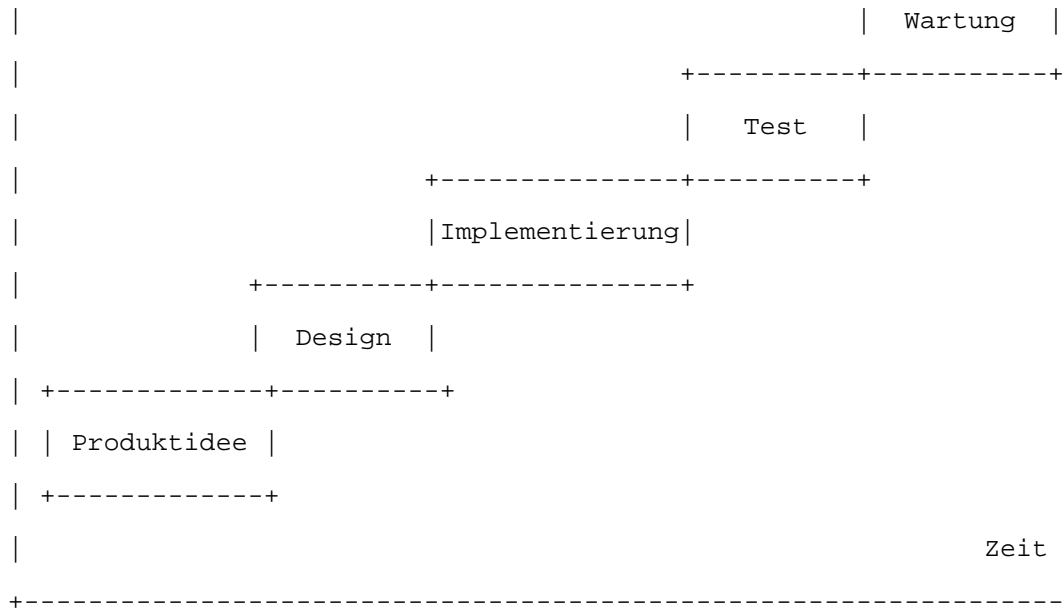 Wartung
Test
Implementierung
Design
Produktidee
Zeit